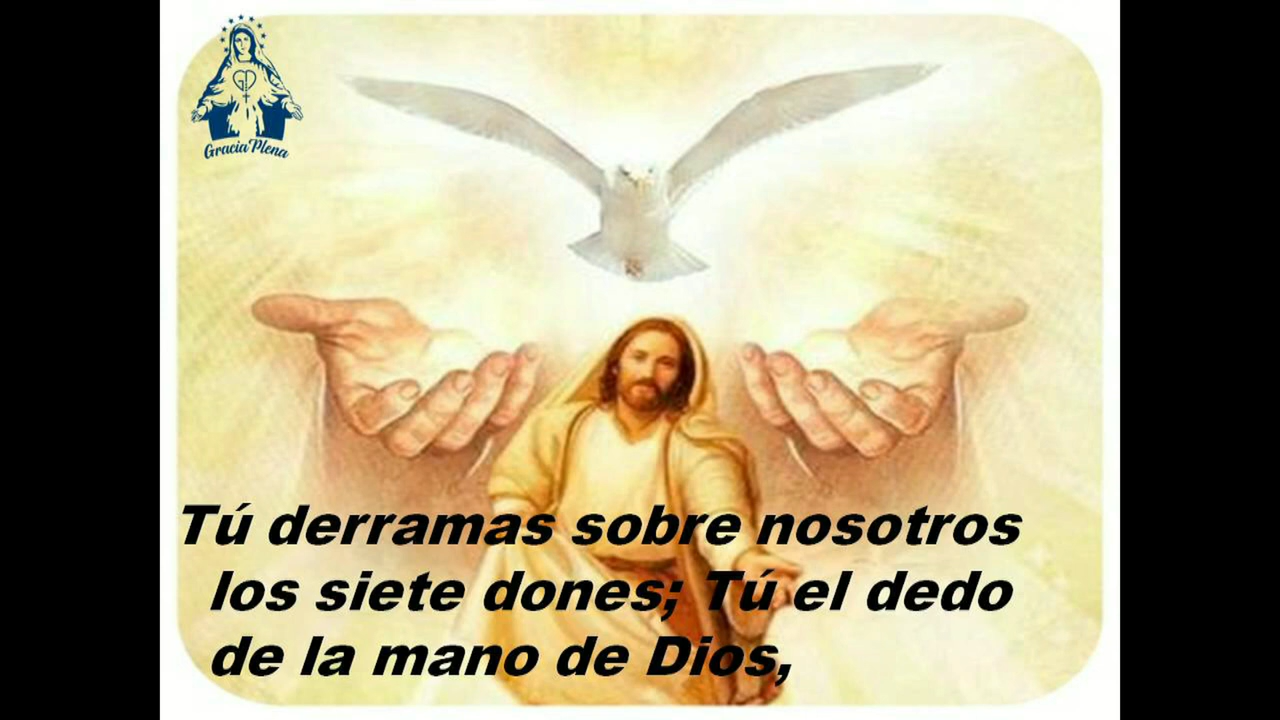 Gracia Plena
Tú derramas sobre nosotros
los siete dones; Tú el dedo
de la mano de Dios,